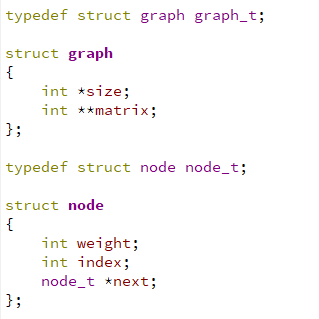 typedef struct graph graph_t;
struct graph
{
    int *size;
    int **matrix;
};
typedef struct node node_t;
struct node
{
    int weight;
    int index;
    node_t *next;
};